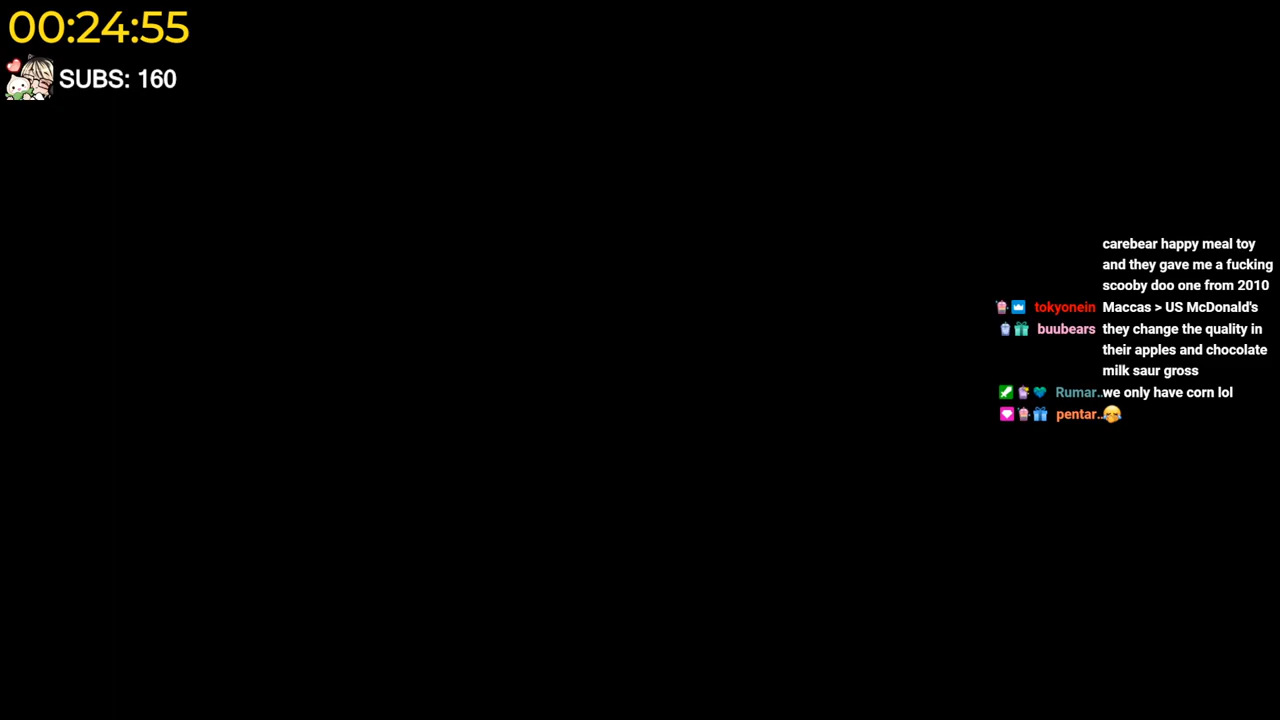 00:24:55
SUBS: 160
carebear happy meal toy
and they gave me a fucking
scooby doo one from 2010
tokyonein Maccas > US McDonald's
buubears they change the quality in
their apples and chocolate
milk saur gross
Rumar.. we only have corn lol
pentar..